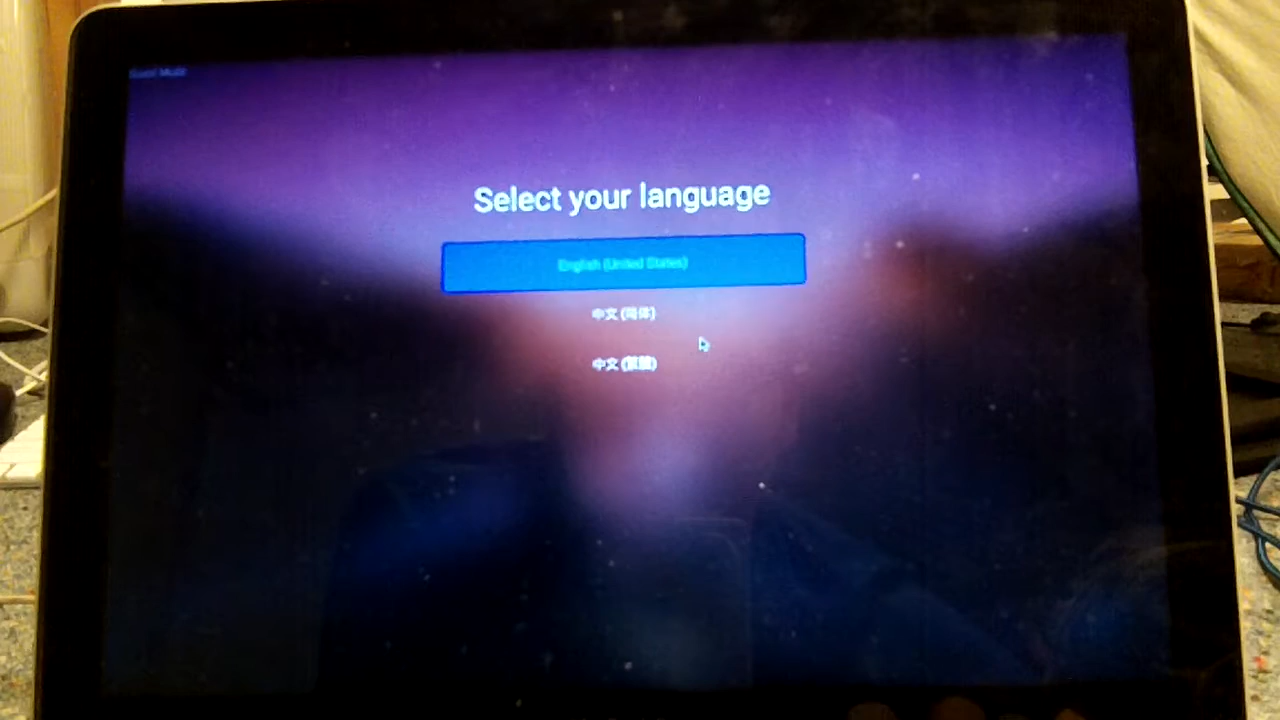 Select your language
English (United States)
中文 (简体)
中文 (繁體)